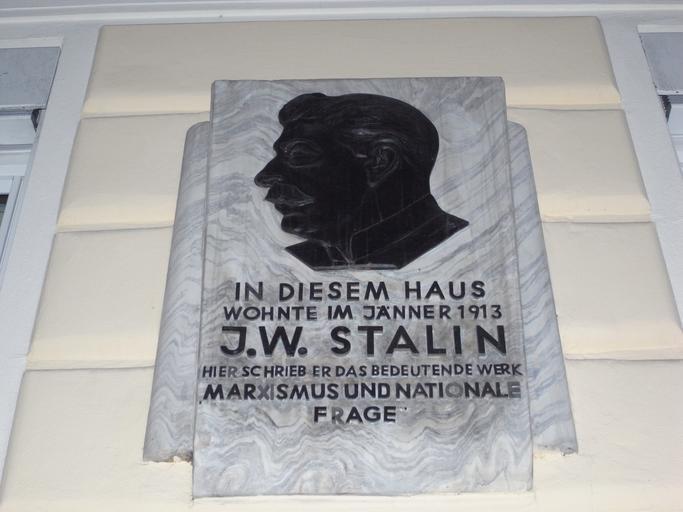 IN DIESEM HAUS
WOHNTE IM JÄNNER 1913
J.W. STALIN
HIER SCHRIEB ER DAS BEDEUTENDE WERK
MARXISMUS UND NATIONALE
FRAGE